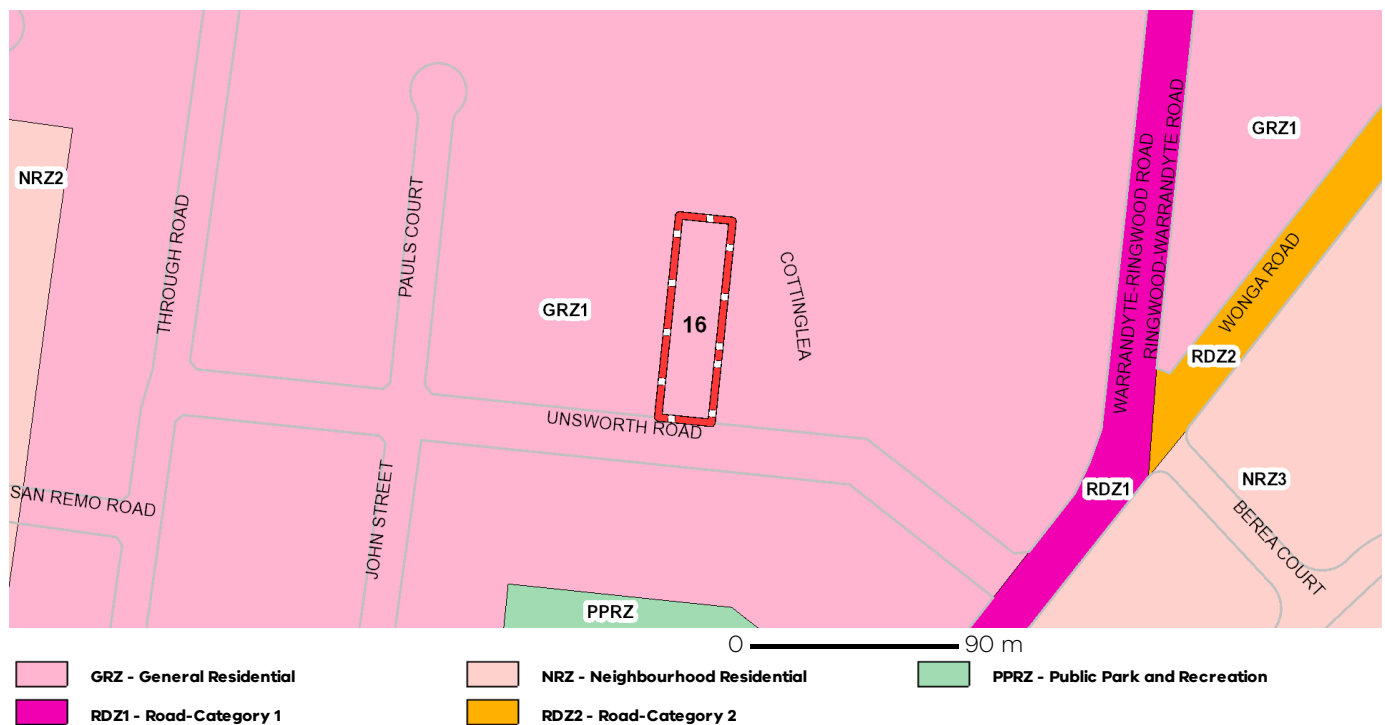 GRZ1
NRZ2
WARRANDYTE-RINGWOOD ROAD
RINGWOOD-WARRANDYTE ROAD
THROUGH ROAD
PAULS COURT
COTTINGLEA
WONGA ROAD
GRZ1
16
RDZ2
UNSWORTH ROAD
SAN REMO ROAD
JOHN STREET
RDZ1
NRZ3
BEREA COURT
PPRZ
0 90 m
GRZ - General Residential
NRZ - Neighbourhood Residential
PPRZ - Public Park and Recreation
RDZ1 - Road-Category 1
RDZ2 - Road-Category 2